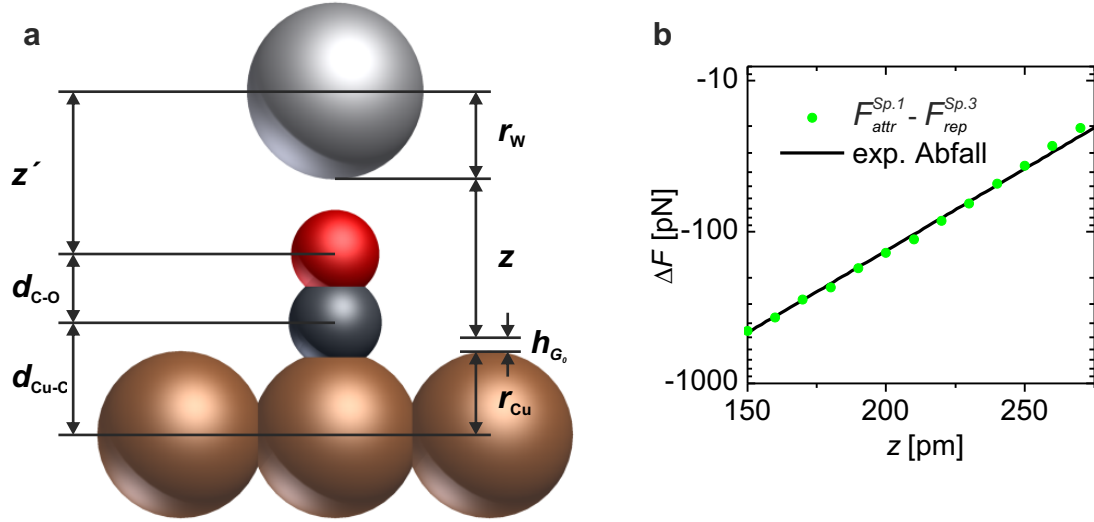 a
z´
d_C-O
d_Cu-C
r_W
z
h_G₀
r_Cu
b
-10
-100
-1000
ΔF [pN]
F_attr^Sp.1 - F_rep^Sp.3
exp. Abfall
150 200 250
z [pm]